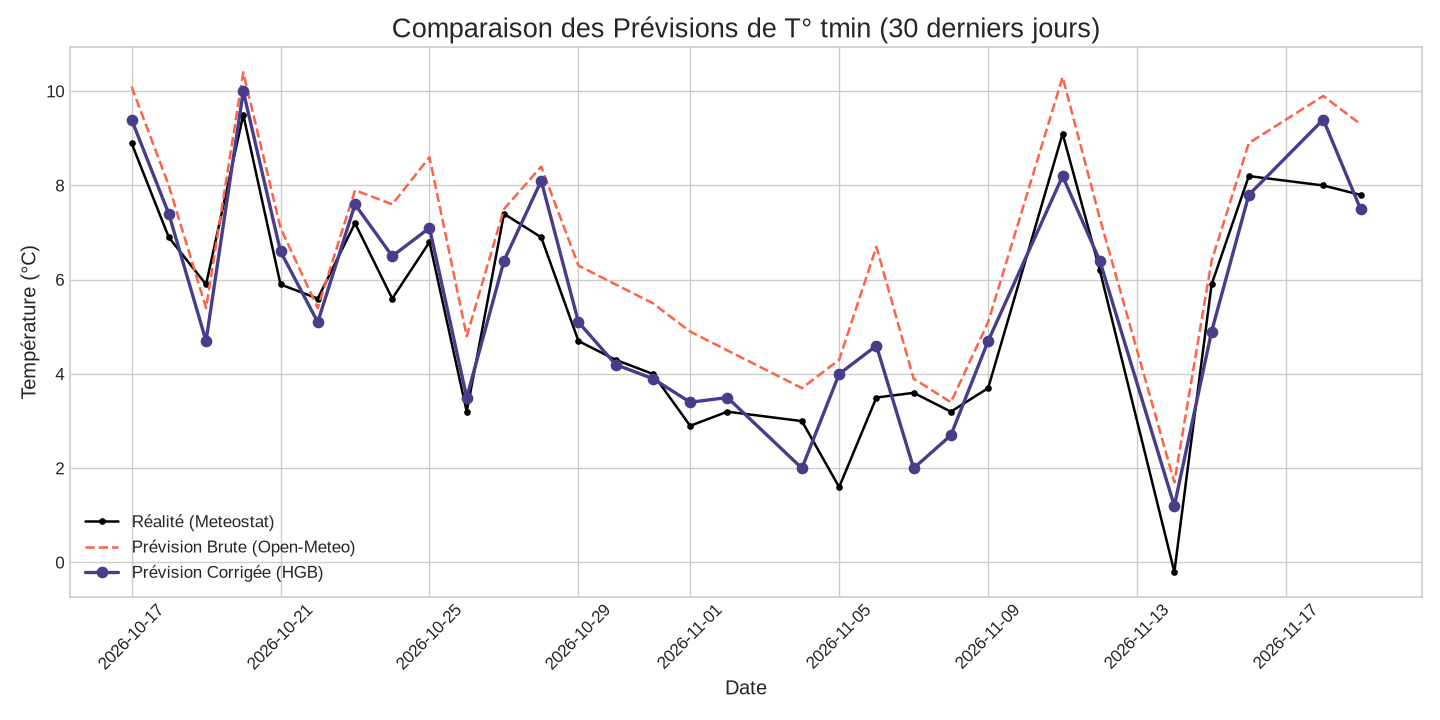 Comparaison des Prévisions de T° tmin (30 derniers jours)
Température (°C)
10
8
6
4
2
0
Réalité (Meteostat)
Prévision Brute (Open-Meteo)
Prévision Corrigée (HGB)
2026-10-17
2026-10-21
2026-10-25
2026-10-29
2026-11-01
2026-11-05
2026-11-09
2026-11-13
2026-11-17
Date